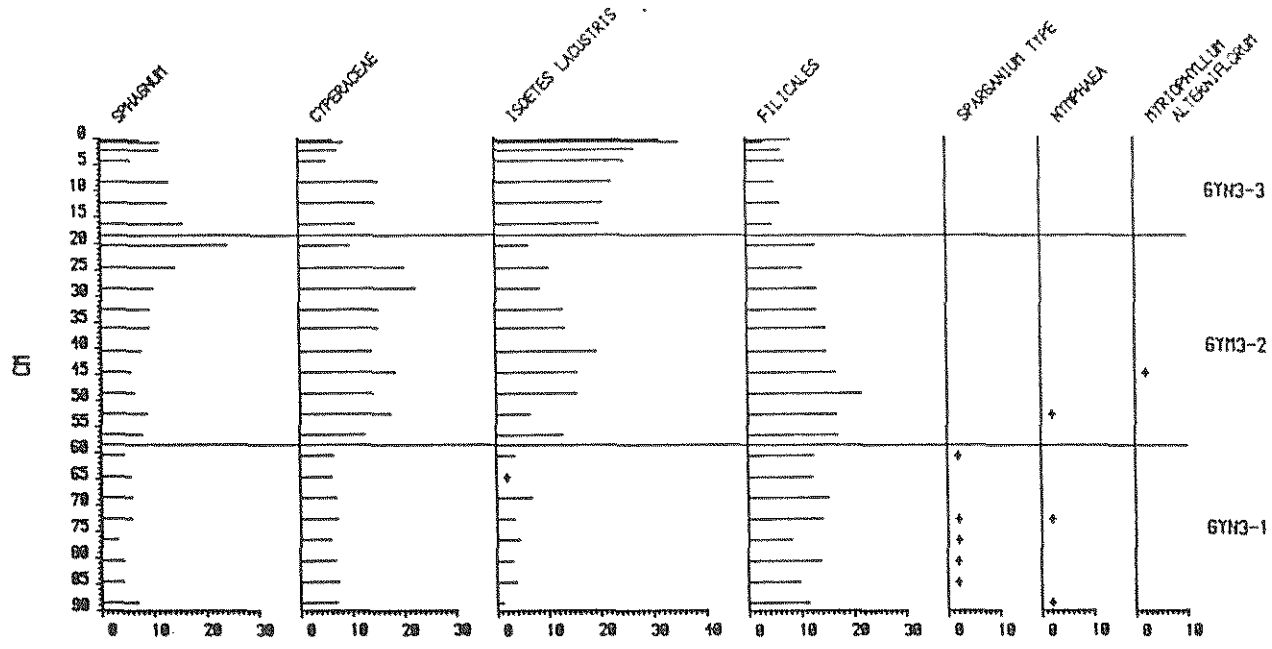 SPHAGNUM
CYPERACEAE
ISOETES LACUSTRIS
FILICALES
SPARGANIUM TYPE
NYMPHAEA
MYRIOPHYLLUM
ALTERNIFLORUM
CM
0
5
10
15
20
25
30
35
40
45
50
55
60
65
70
75
80
85
90
GYN3-3
GYM3-2
GYN3-1
0 10 20 30
0 10 20 30
0 10 20 30 40
0 10 20 30
0 10
0 10
0 10